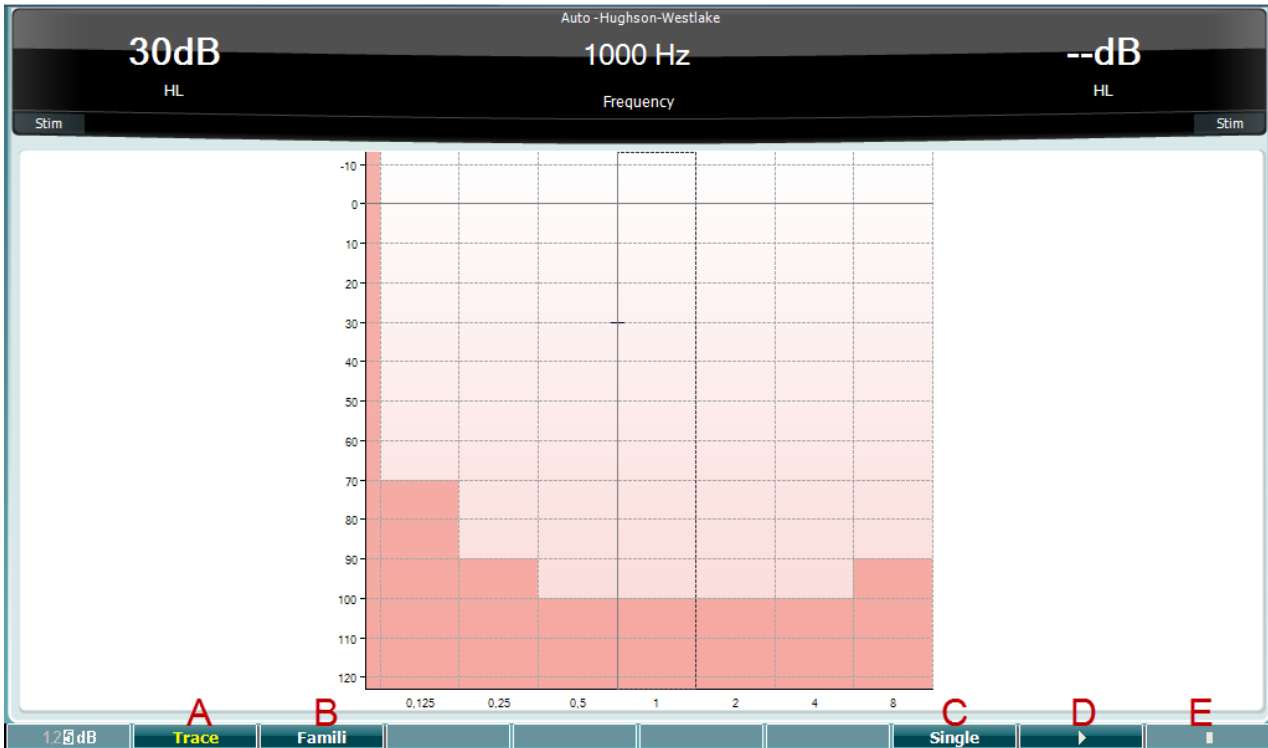 Auto -Hughson-Westlake
30dB 1000 Hz --dB
HL HL
Frequency
Stim Stim
-10
0
10
20
30
40
50
60
70
80
90
100
110
120
0,125 0,25 0,5 1 2 4 8
A B C D E
1 2 5 dB Trace Famili Single